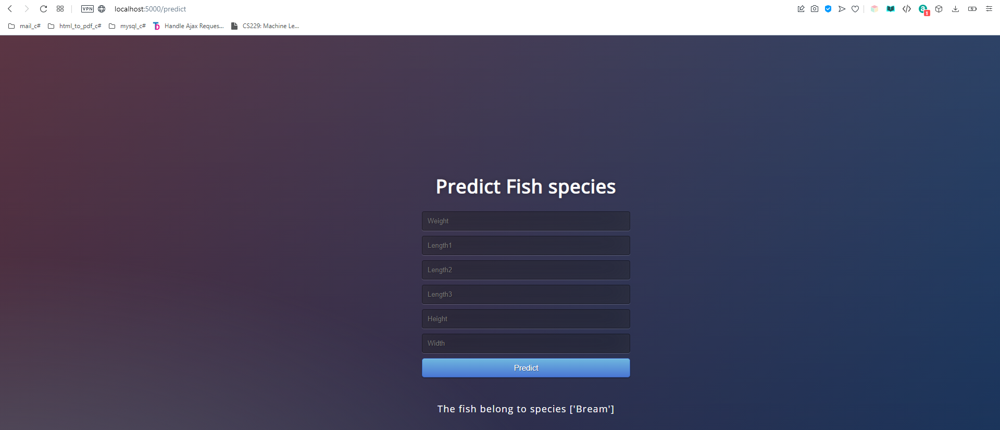 VPN localhost:5000/predict
1
mail_c# html_to_pdf_c# mysql_c# Handle Ajax Reques... CS229: Machine Le...
Predict Fish species
Weight
Length1
Length2
Length3
Height
Width
Predict
The fish belong to species ['Bream']